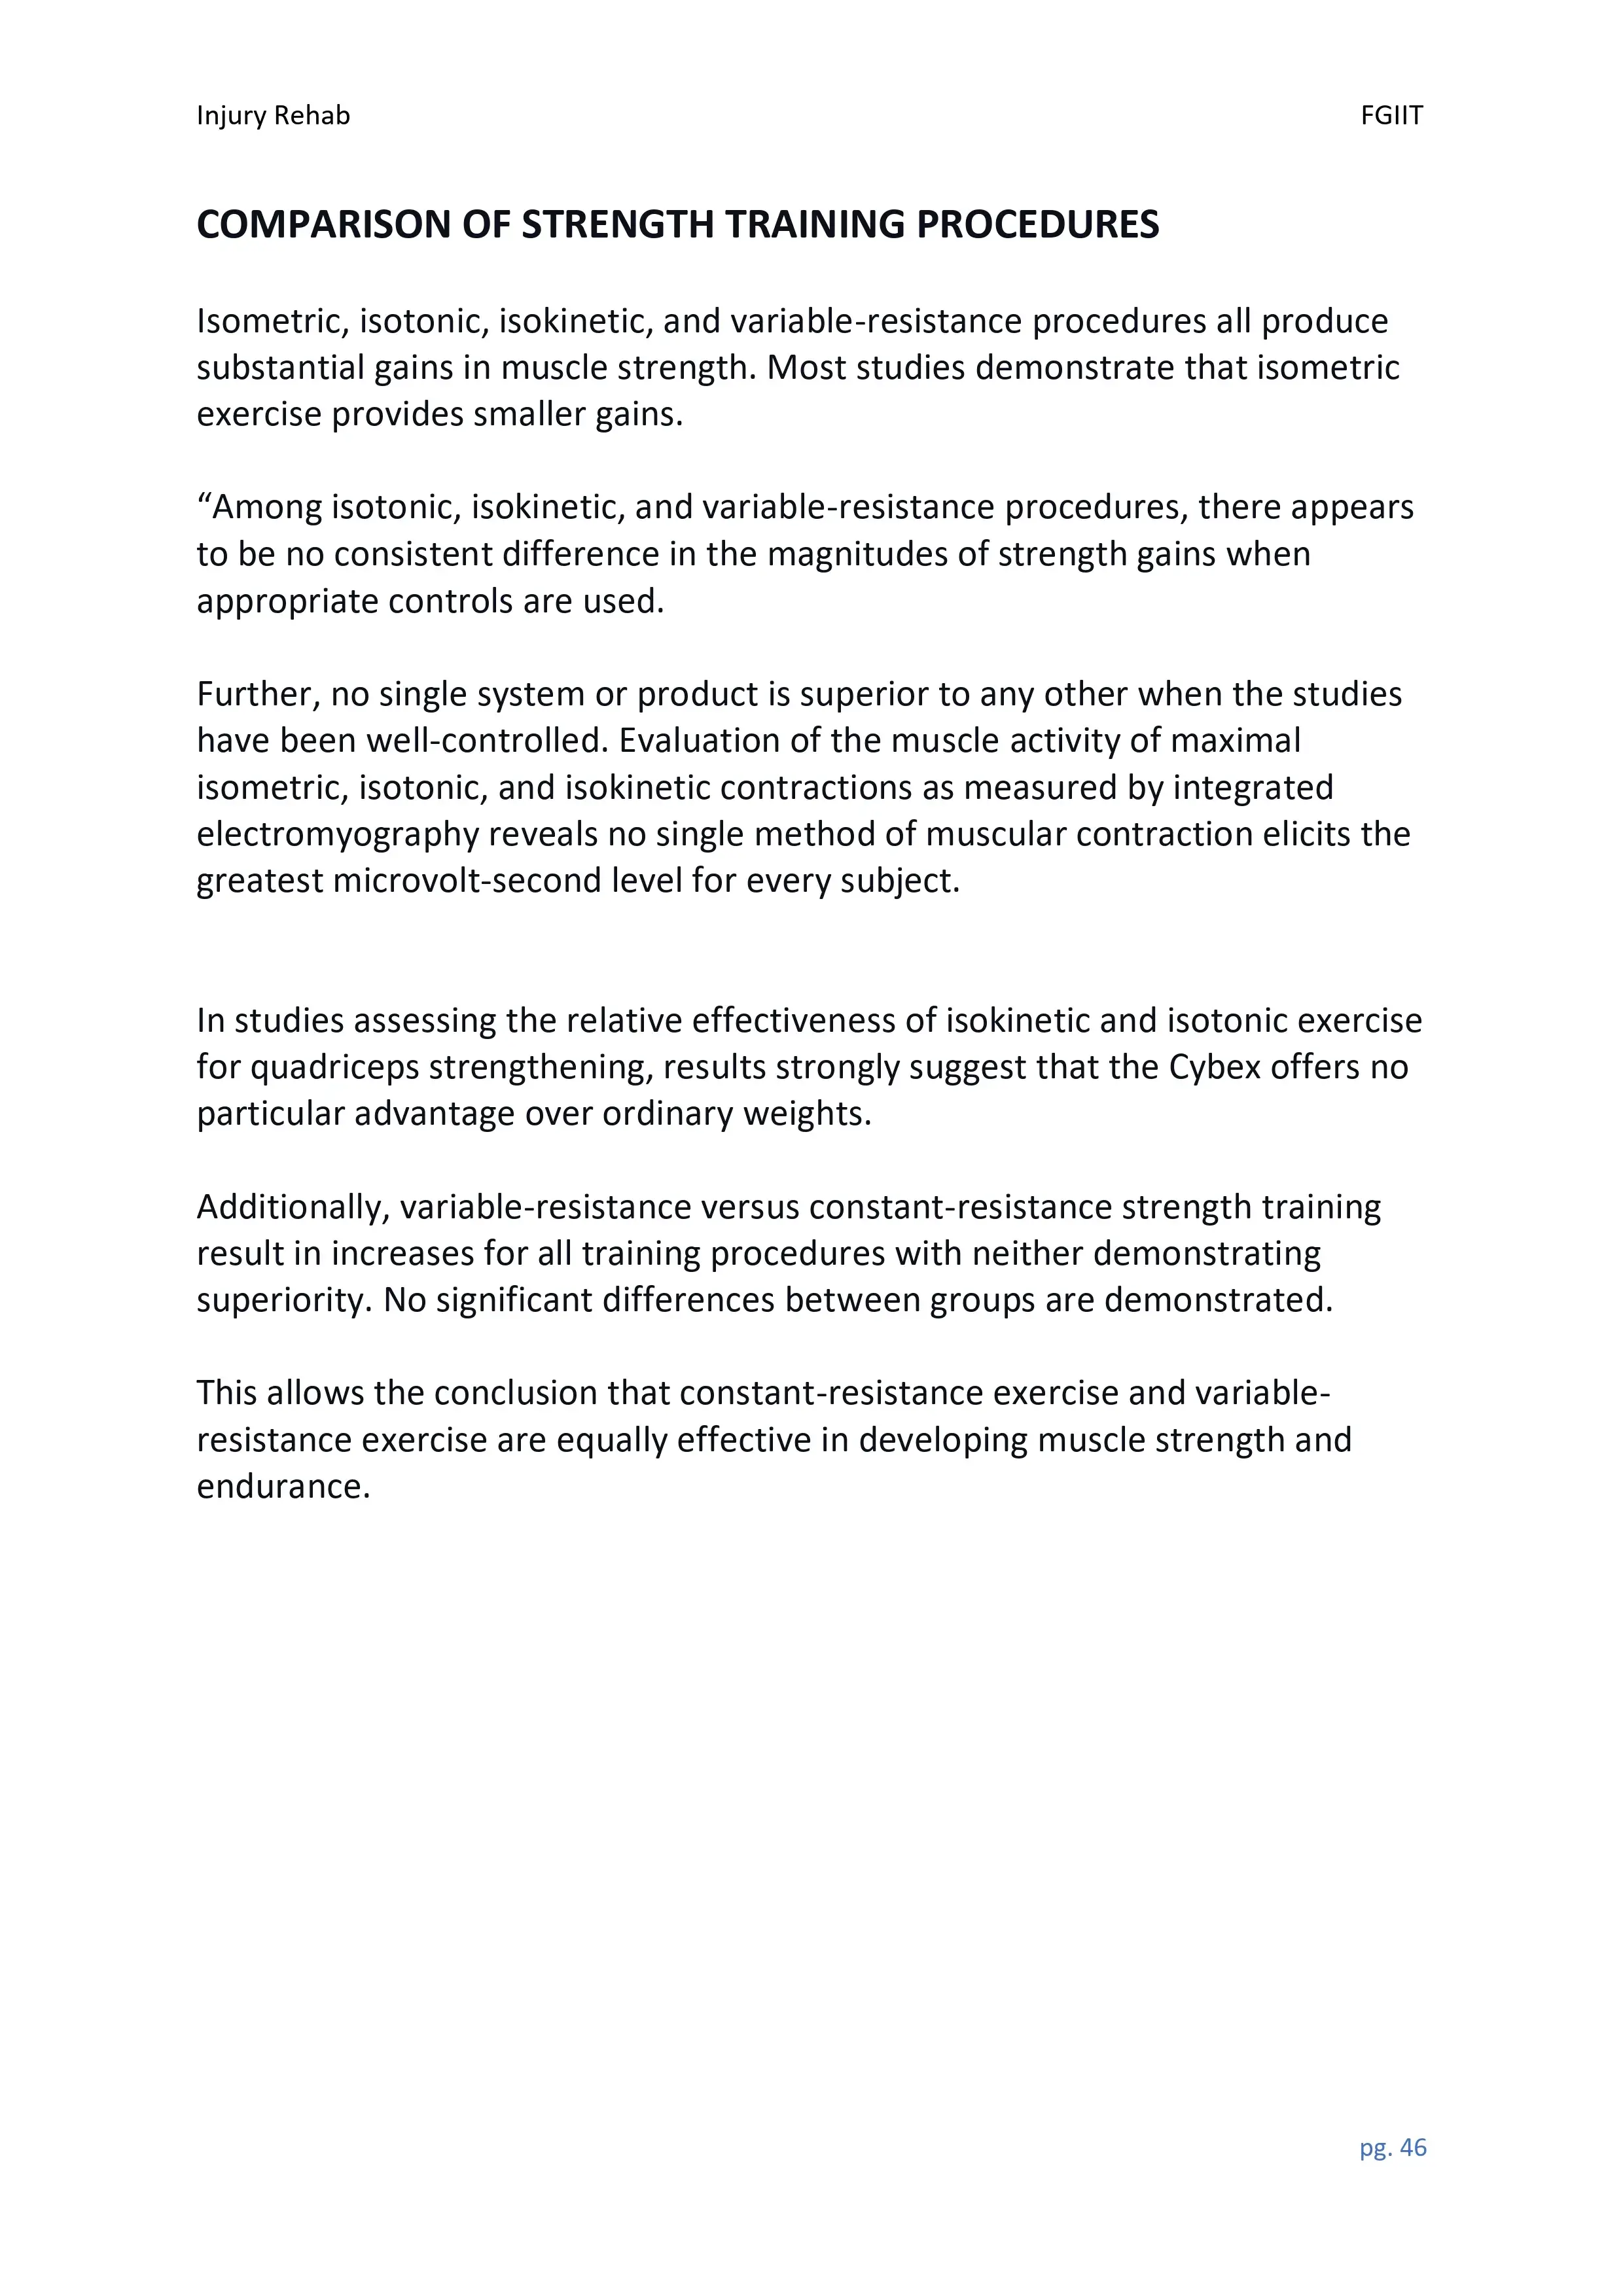 Injury Rehab FGIIT
COMPARISON OF STRENGTH TRAINING PROCEDURES
Isometric, isotonic, isokinetic, and variable-resistance procedures all produce
substantial gains in muscle strength. Most studies demonstrate that isometric
exercise provides smaller gains.
“Among isotonic, isokinetic, and variable-resistance procedures, there appears
to be no consistent difference in the magnitudes of strength gains when
appropriate controls are used.
Further, no single system or product is superior to any other when the studies
have been well-controlled. Evaluation of the muscle activity of maximal
isometric, isotonic, and isokinetic contractions as measured by integrated
electromyography reveals no single method of muscular contraction elicits the
greatest microvolt-second level for every subject.
In studies assessing the relative effectiveness of isokinetic and isotonic exercise
for quadriceps strengthening, results strongly suggest that the Cybex offers no
particular advantage over ordinary weights.
Additionally, variable-resistance versus constant-resistance strength training
result in increases for all training procedures with neither demonstrating
superiority. No significant differences between groups are demonstrated.
This allows the conclusion that constant-resistance exercise and variable-
resistance exercise are equally effective in developing muscle strength and
endurance.
pg. 46